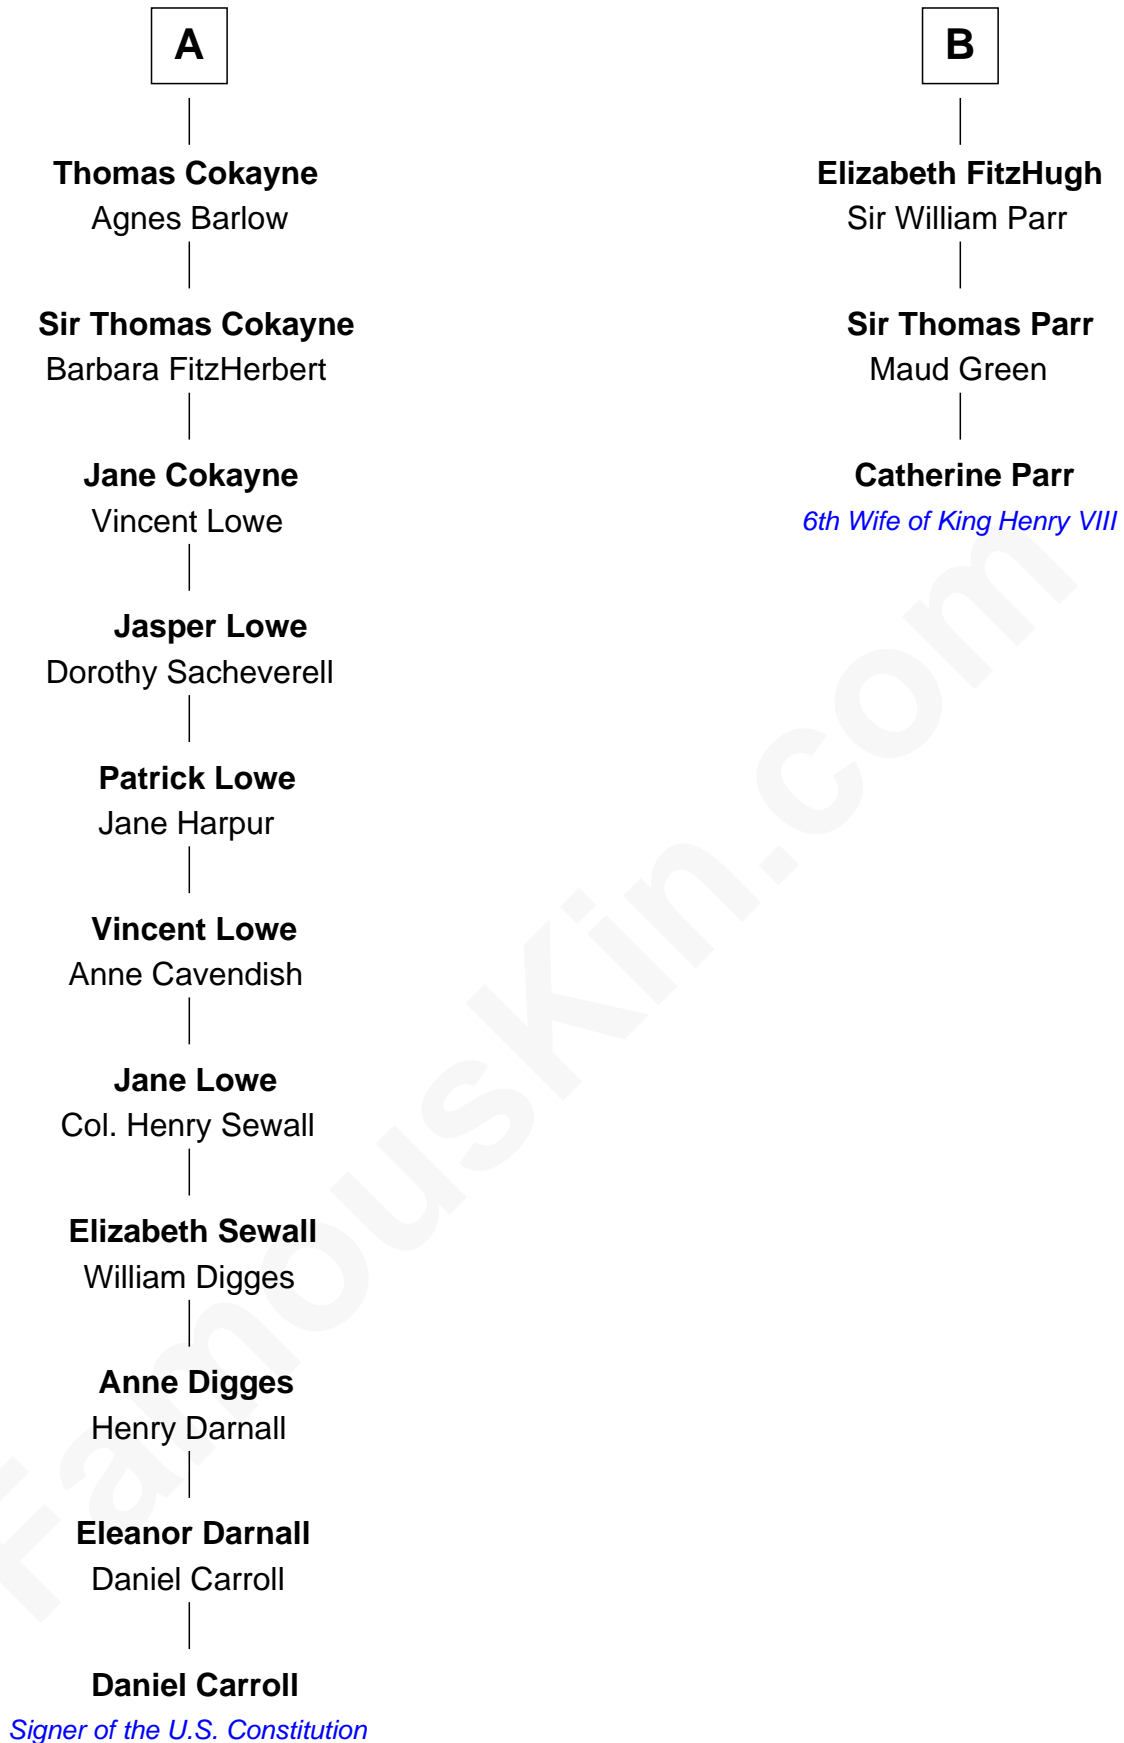 A
Thomas Cokayne
Agnes Barlow
Sir Thomas Cokayne
Barbara FitzHerbert
Jane Cokayne
Vincent Lowe
Jasper Lowe
Dorothy Sacheverell
Patrick Lowe
Jane Harpur
Vincent Lowe
Anne Cavendish
Jane Lowe
Col. Henry Sewall
Elizabeth Sewall
William Digges
Anne Digges
Henry Darnall
Eleanor Darnall
Daniel Carroll
Daniel Carroll
Signer of the U.S. Constitution
B
Elizabeth FitzHugh
Sir William Parr
Sir Thomas Parr
Maud Green
Catherine Parr
6th Wife of King Henry VIII
FamousKin.com